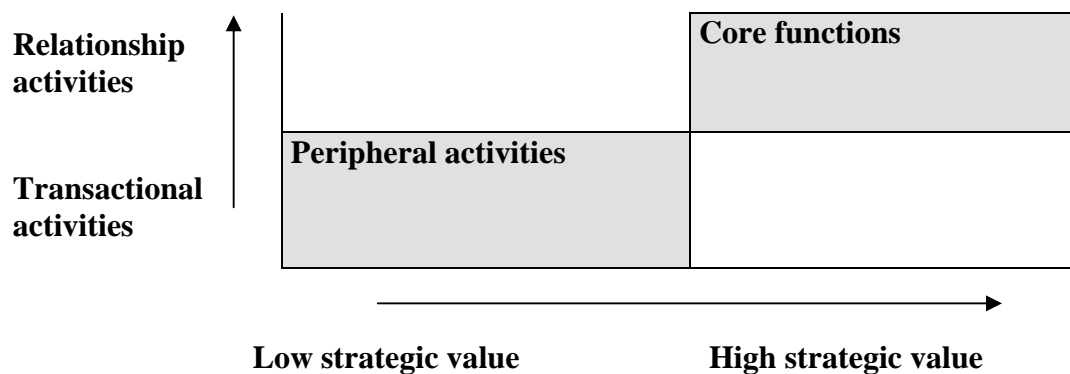 Relationship
activities
Core functions
Peripheral activities
Transactional
activities
Low strategic value
High strategic value